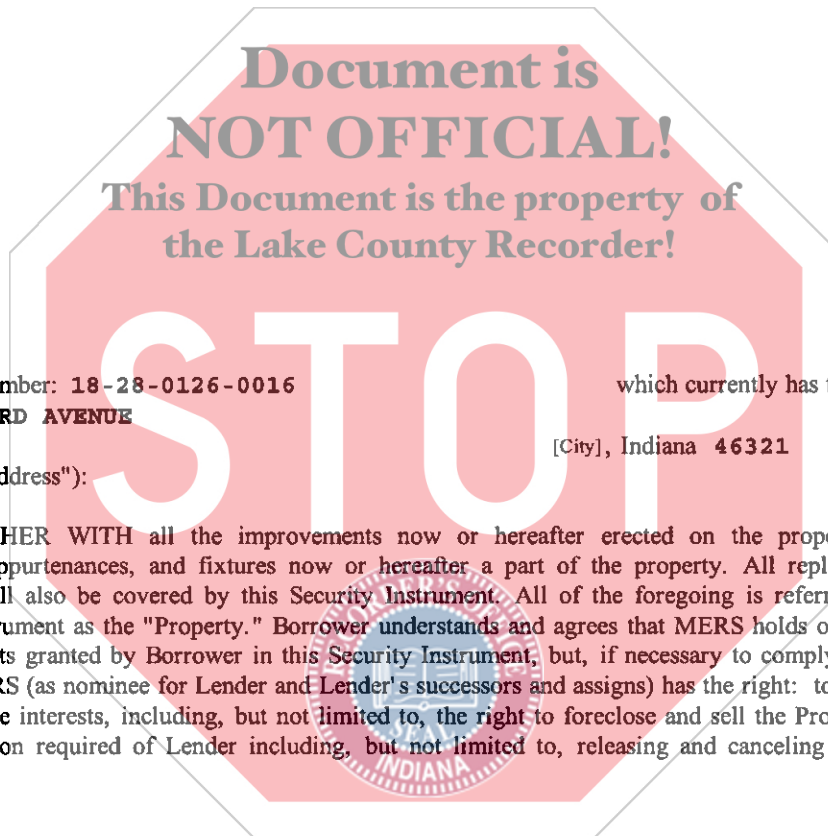 Document is
NOT OFFICIAL!
This Document is the property of
the Lake County Recorder!
STOP
mber: 18-28-0126-0016 which currently has t
RD AVENUE
[City], Indiana 46321
ddress"):
HER WITH all the improvements now or hereafter erected on the prope
ppurtenances, and fixtures now or hereafter a part of the property. All repl
ll also be covered by this Security Instrument. All of the foregoing is referr
rument as the "Property." Borrower understands and agrees that MERS holds o
ts granted by Borrower in this Security Instrument, but, if necessary to comply
RS (as nominee for Lender and Lender's successors and assigns) has the right: to
e interests, including, but not limited to, the right to foreclose and sell the Pro
on required of Lender including, but not limited to, releasing and canceling
SEAL
INDIANA